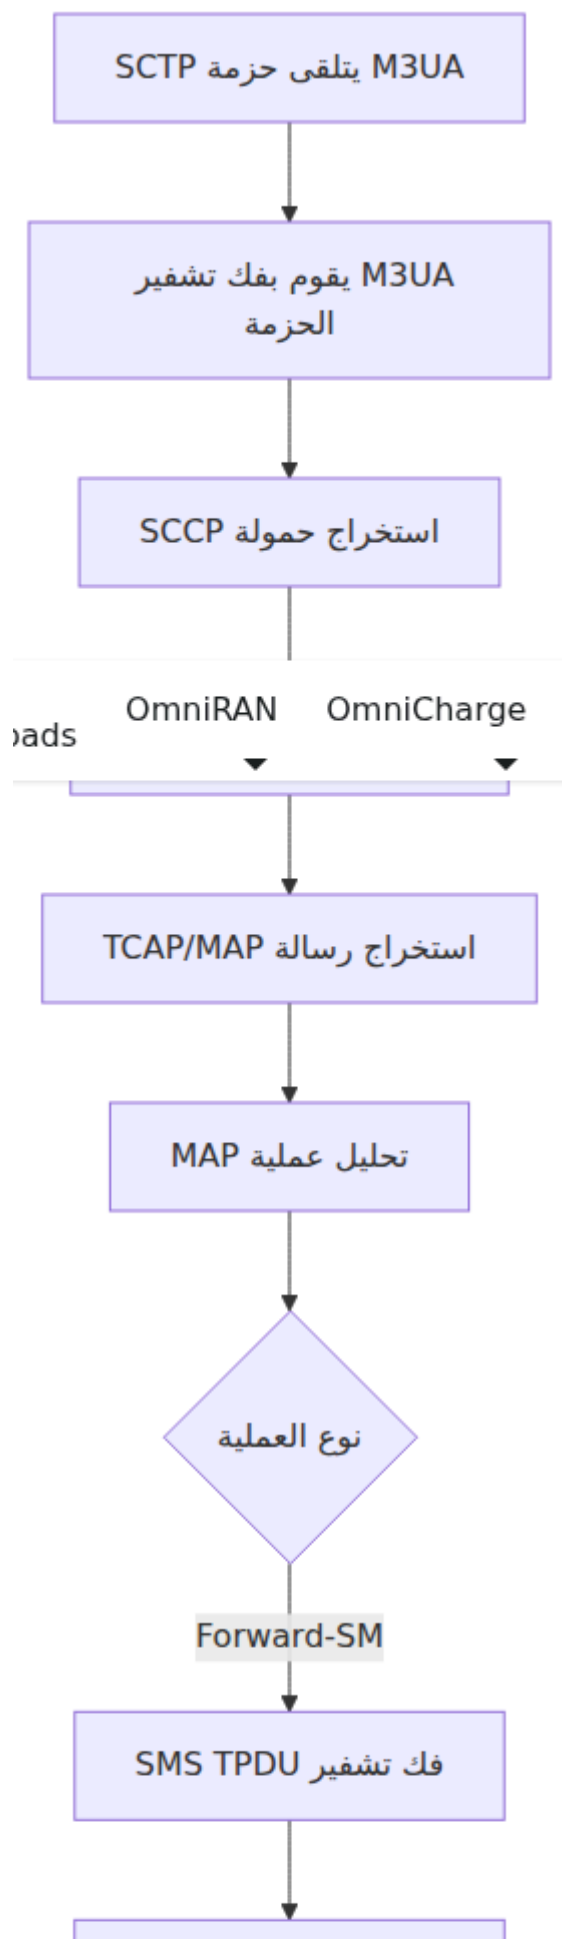 M3UA يتلقى حزمة SCTP
M3UA يقوم بفك تشفير
الحزمة
استخراج حمولة SCCP
OmniRAN
OmniCharge
استخراج رسالة TCAP/MAP
تحليل عملية MAP
نوع العملية
Forward-SM
فك تشفير SMS TPDU